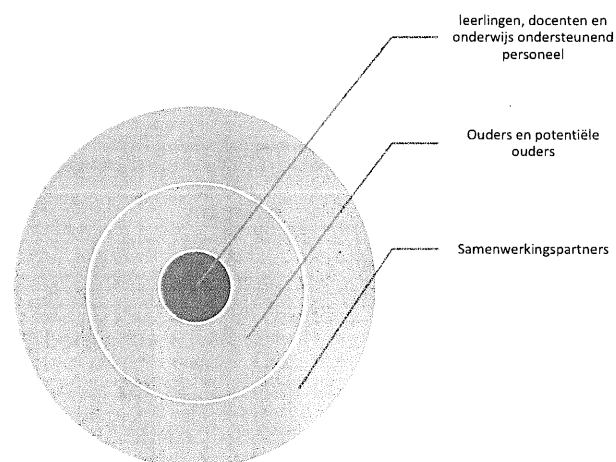 leerlingen, docenten en
onderwijs ondersteunend
personeel
Ouders en potentiële
ouders
Samenwerkingspartners